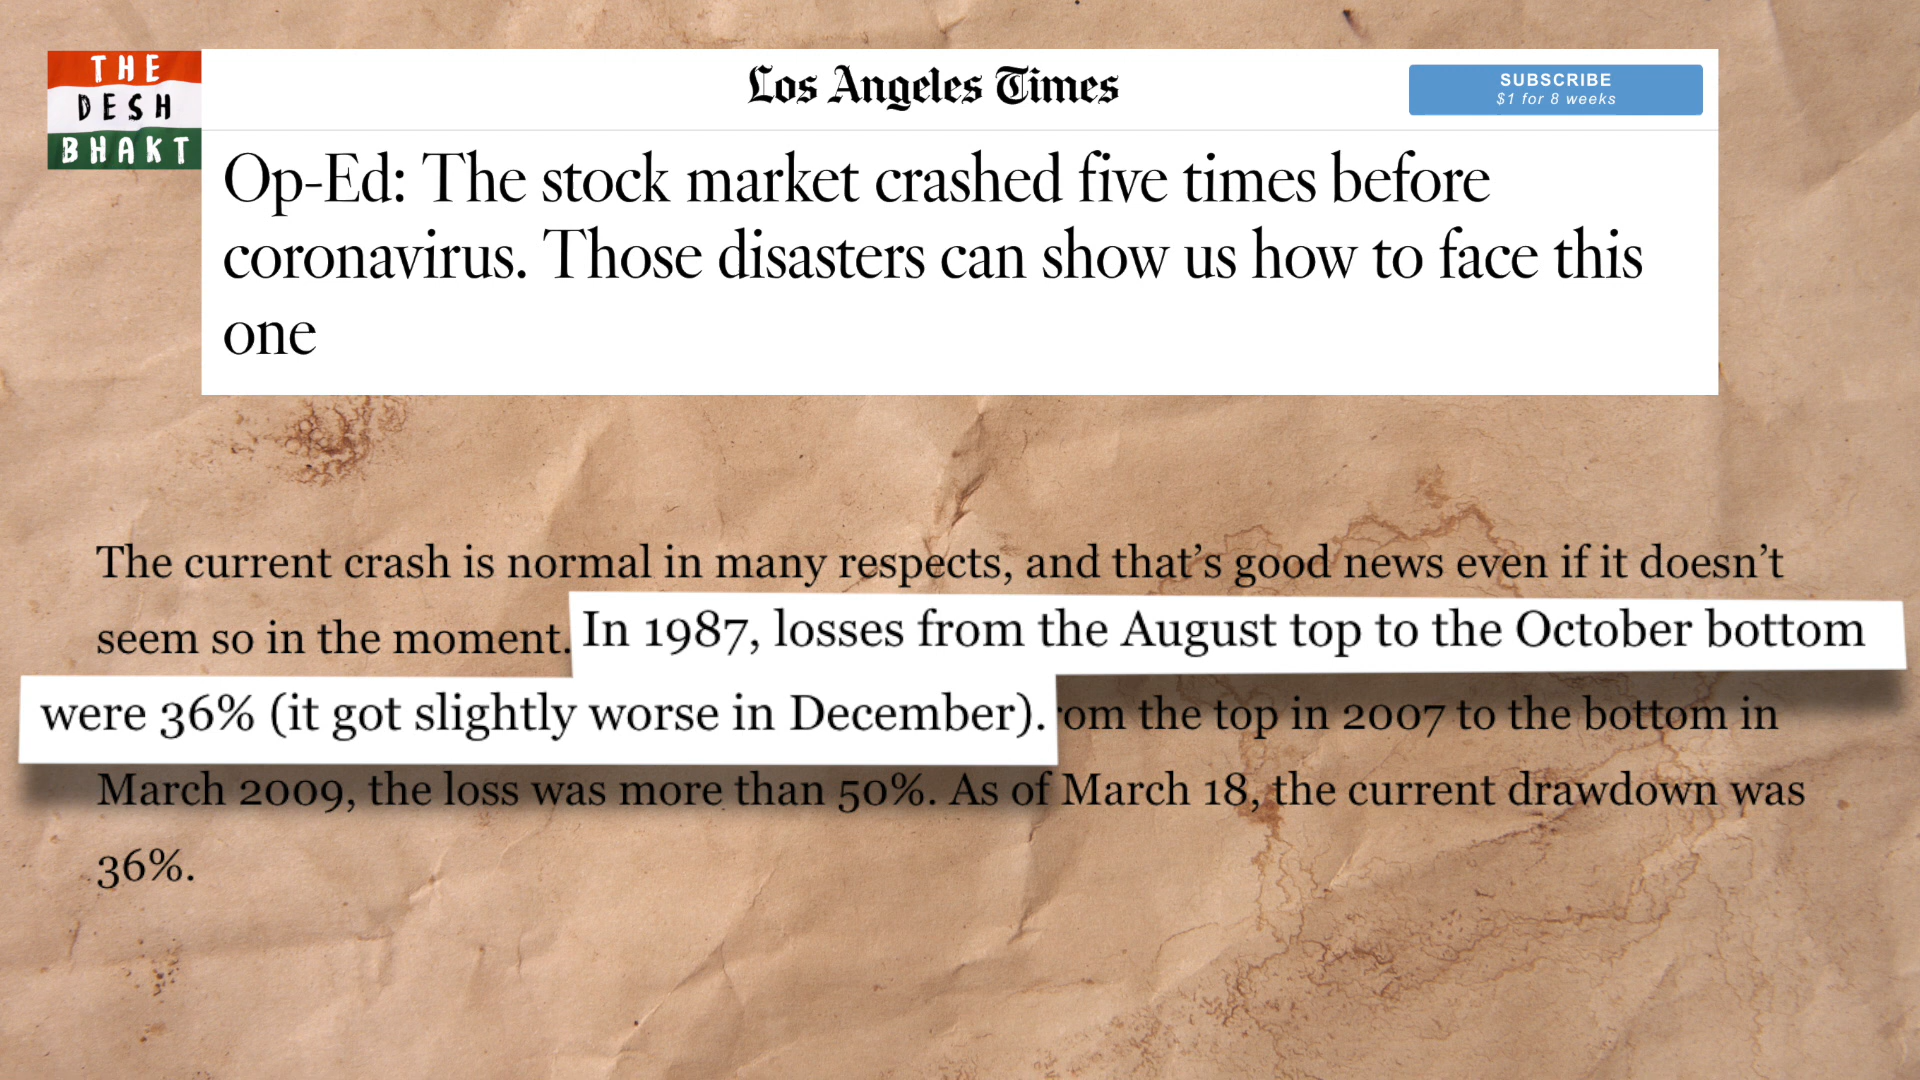 THE
DESH
BHAKT
Los Angeles Times
SUBSCRIBE
$1 for 8 weeks
Op-Ed: The stock market crashed five times before
coronavirus. Those disasters can show us how to face this
one
The current crash is normal in many respects, and that’s good news even if it doesn’t
seem so in the moment. In 1987, losses from the August top to the October bottom
were 36% (it got slightly worse in December). om the top in 2007 to the bottom in
March 2009, the loss was more than 50%. As of March 18, the current drawdown was
36%.